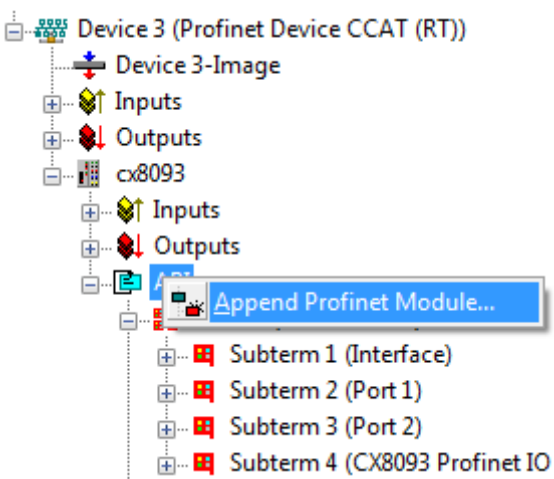 Device 3 (Profinet Device CCAT (RT))
Device 3-Image
Inputs
Outputs
cx8093
Inputs
Outputs
Append Profinet Module...
Subterm 1 (Interface)
Subterm 2 (Port 1)
Subterm 3 (Port 2)
Subterm 4 (CX8093 Profinet IO